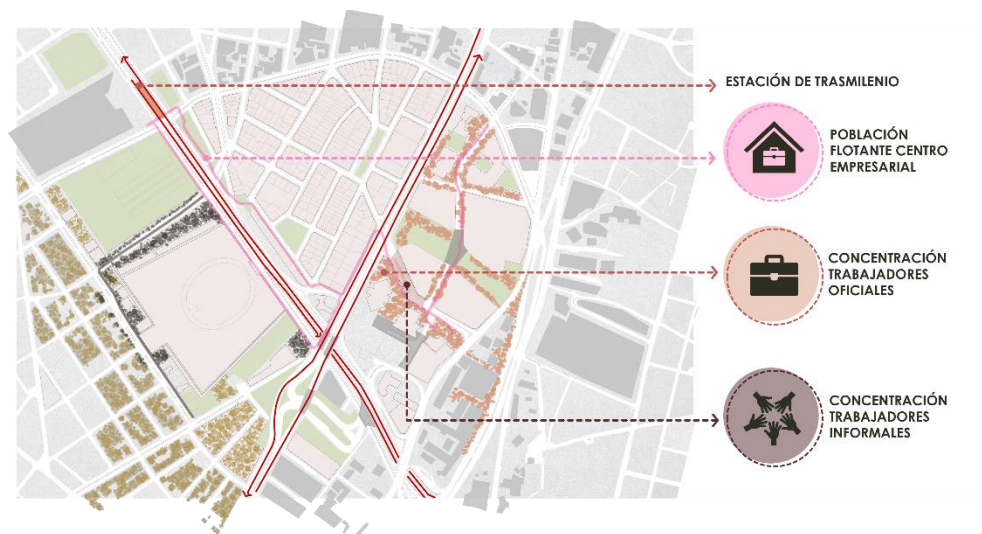 ESTACIÓN DE TRASMILENIO
POBLACIÓN
FLOTANTE CENTRO
EMPRESARIAL
CONCENTRACIÓN
TRABAJADORES
OFICIALES
CONCENTRACIÓN
TRABAJADORES
INFORMALES